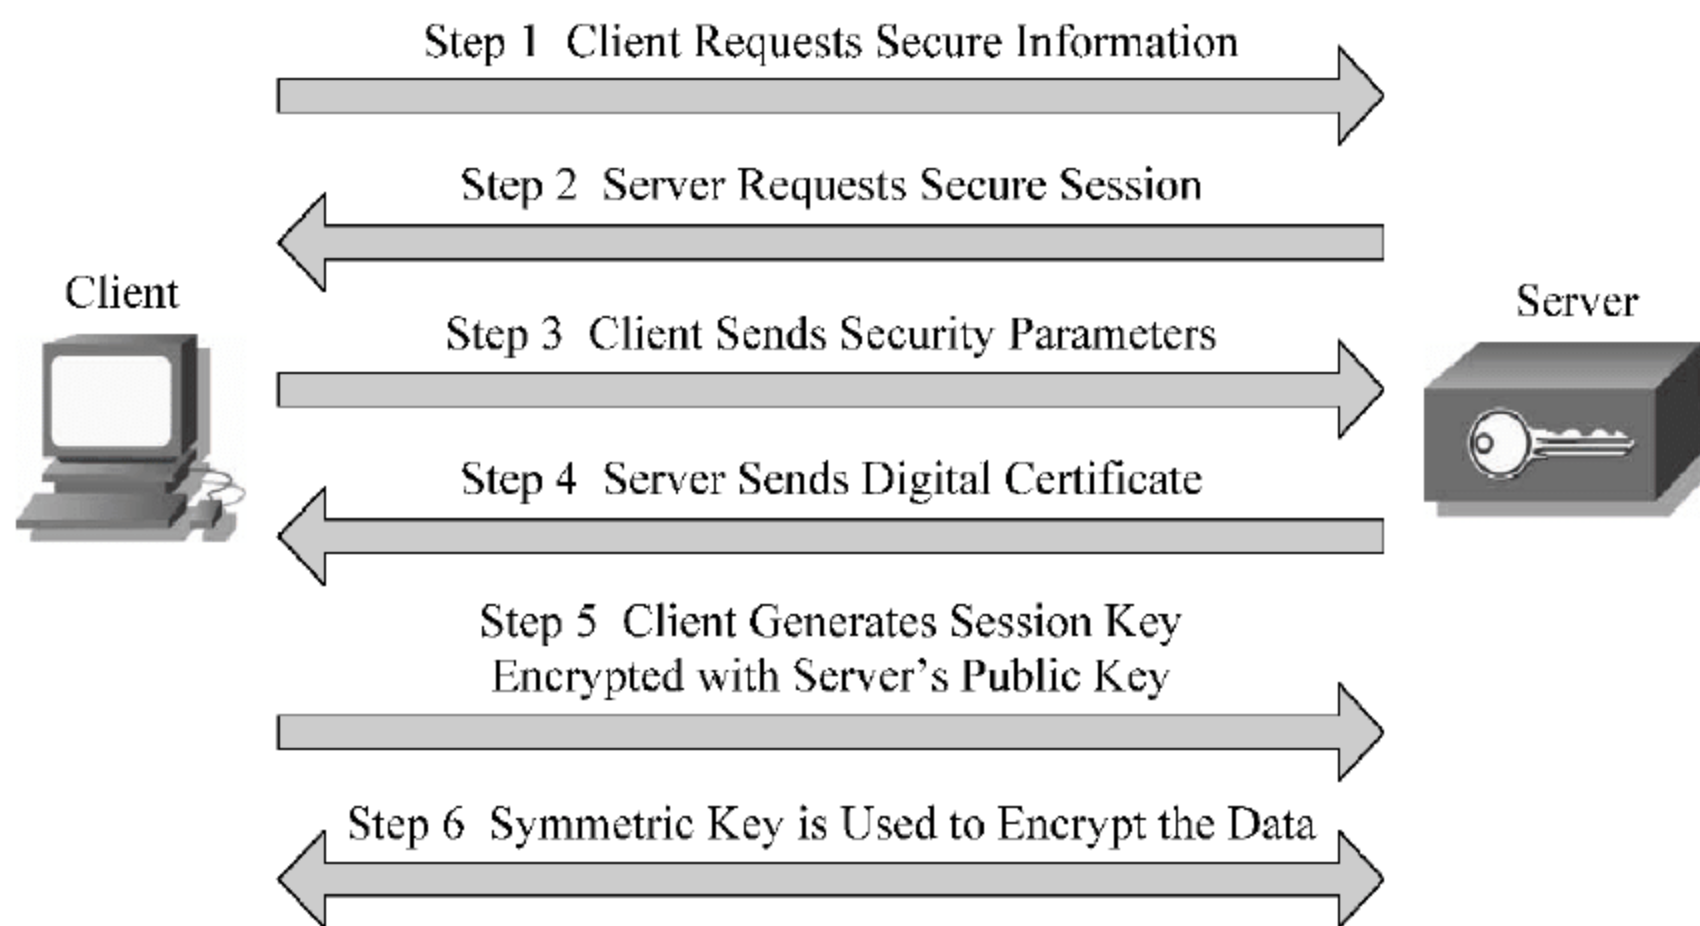 Step 1 Client Requests Secure Information
Step 2 Server Requests Secure Session
Client
Server
Step 3 Client Sends Security Parameters
Step 4 Server Sends Digital Certificate
Step 5 Client Generates Session Key
Encrypted with Server's Public Key
Step 6 Symmetric Key is Used to Encrypt the Data